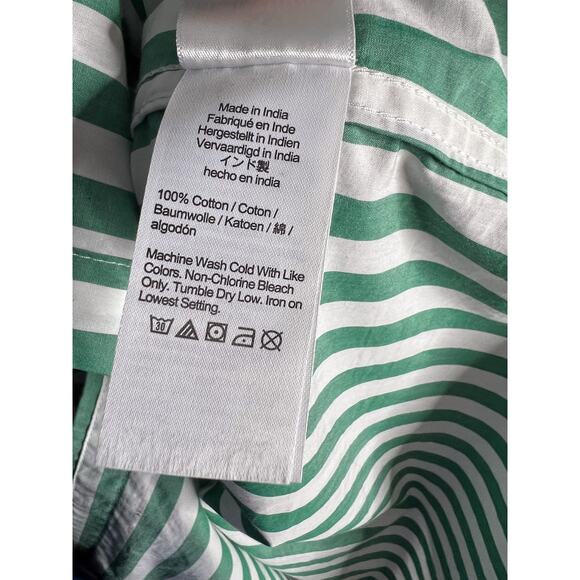 Made in India
Fabriqué en Inde
Hergestellt in Indien
Vervaardigd in India
インド製
hecho en india
100% Cotton / Coton /
Baumwolle / Katoen / 綿 /
algodón
Machine Wash Cold With Like
Colors. Non-Chlorine Bleach
Only. Tumble Dry Low. Iron on
Lowest Setting.
30